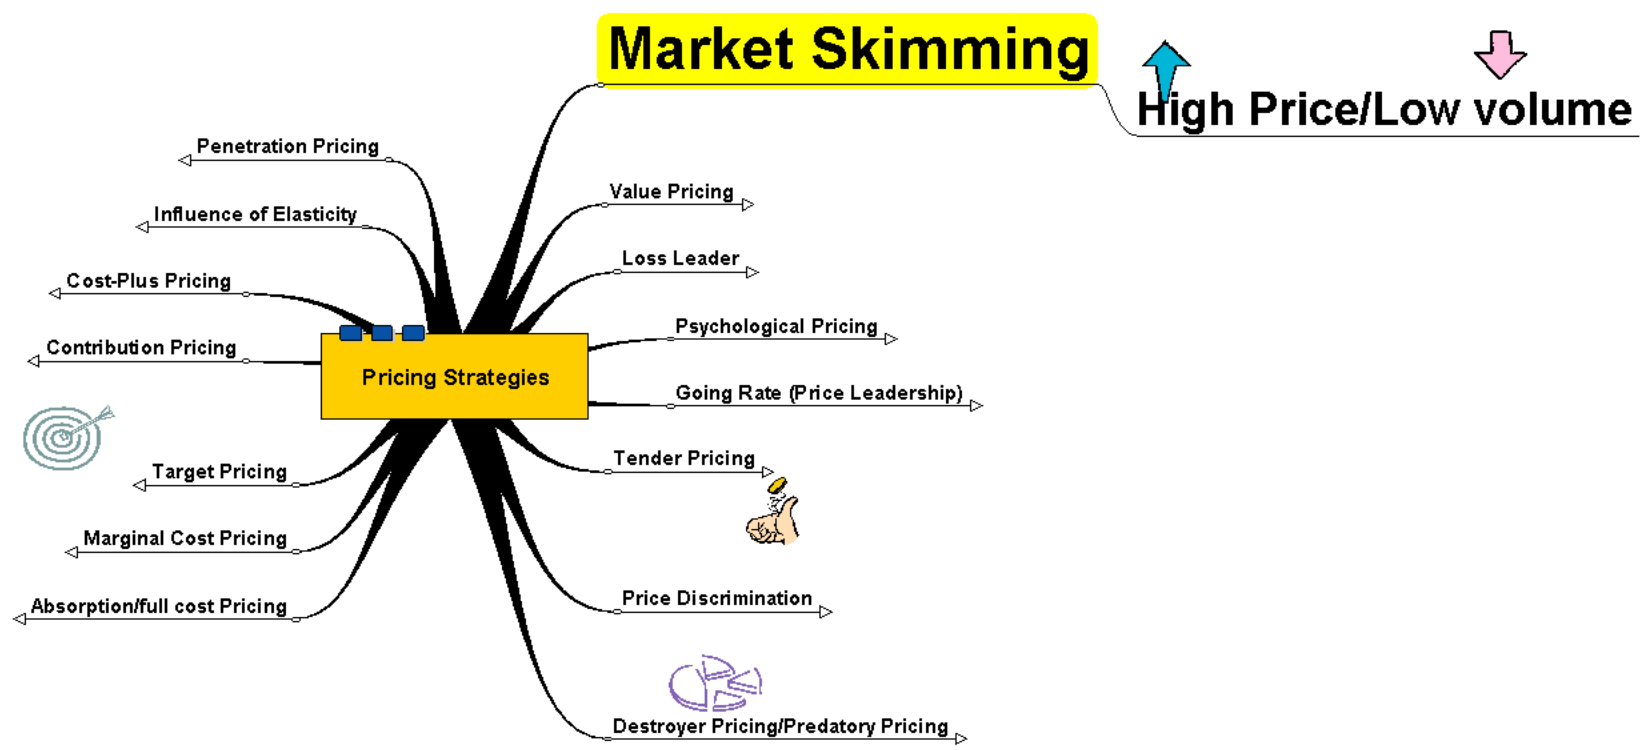 Market Skimming
High Price/Low volume
Penetration Pricing
Value Pricing
Influence of Elasticity
Loss Leader
Cost-Plus Pricing
Psychological Pricing
Contribution Pricing
Pricing Strategies
Going Rate (Price Leadership)
Target Pricing
Tender Pricing
Marginal Cost Pricing
Absorption/full cost Pricing
Price Discrimination
Destroyer Pricing/Predatory Pricing